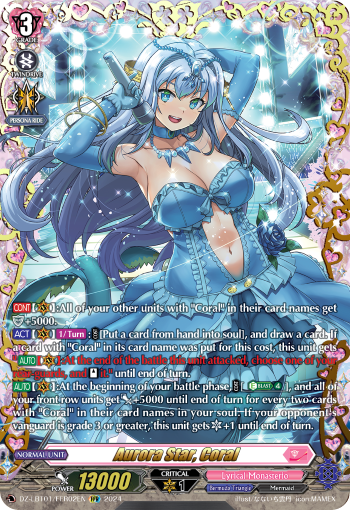 3
GRADE
TWINDRIVE
PERSONA RIDE
CONT [ ]:All of your other units with "Coral" in their card names get
+5000.
ACT [ ] 1/Turn : [Put a card from hand into soul], and draw a card. If
a card with "Coral" in its card name was put for this cost, this unit gets
AUTO [ ]:At the end of the battle this unit attacked, choose one of your
rear-guards, and it." until end of turn.
AUTO [ ]:At the beginning of your battle phase, [ -BLAST 4], and all of
your front row units get +5000 until end of turn for every two cards
with "Coral" in their card names in your soul. If your opponent's
vanguard is grade 3 or greater, this unit gets +1 until end of turn.
NORMAL UNIT
Aurora Star, Coral
Lyrical Monasterio
POWER 13000
CRITICAL
1
Bermuda Triangle
Mermaid
2024